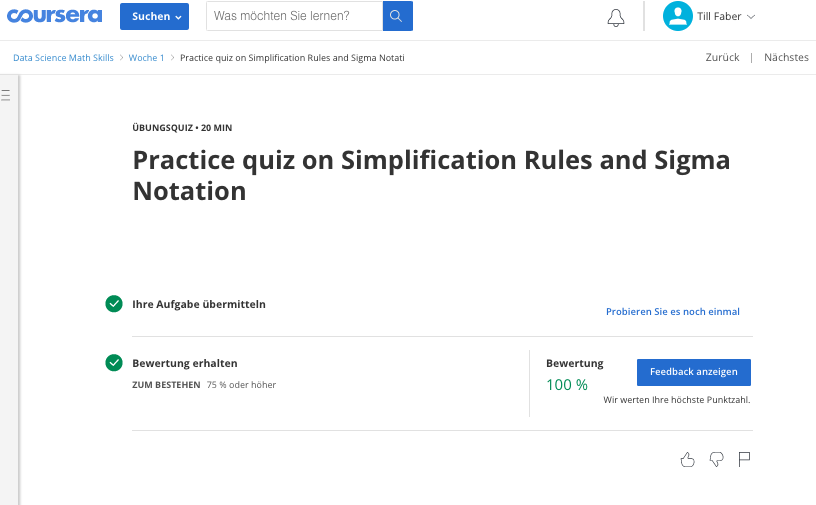 coursera
Suchen
Was möchten Sie lernen?
Till Faber
Data Science Math Skills > Woche 1 > Practice quiz on Simplification Rules and Sigma Notati
Zurück | Nächstes
ÜBUNGSQUIZ • 20 MIN
Practice quiz on Simplification Rules and Sigma
Notation
Ihre Aufgabe übermitteln
Probieren Sie es noch einmal
Bewertung erhalten
ZUM BESTEHEN 75 % oder höher
Bewertung
100 %
Feedback anzeigen
Wir werten Ihre höchste Punktzahl.